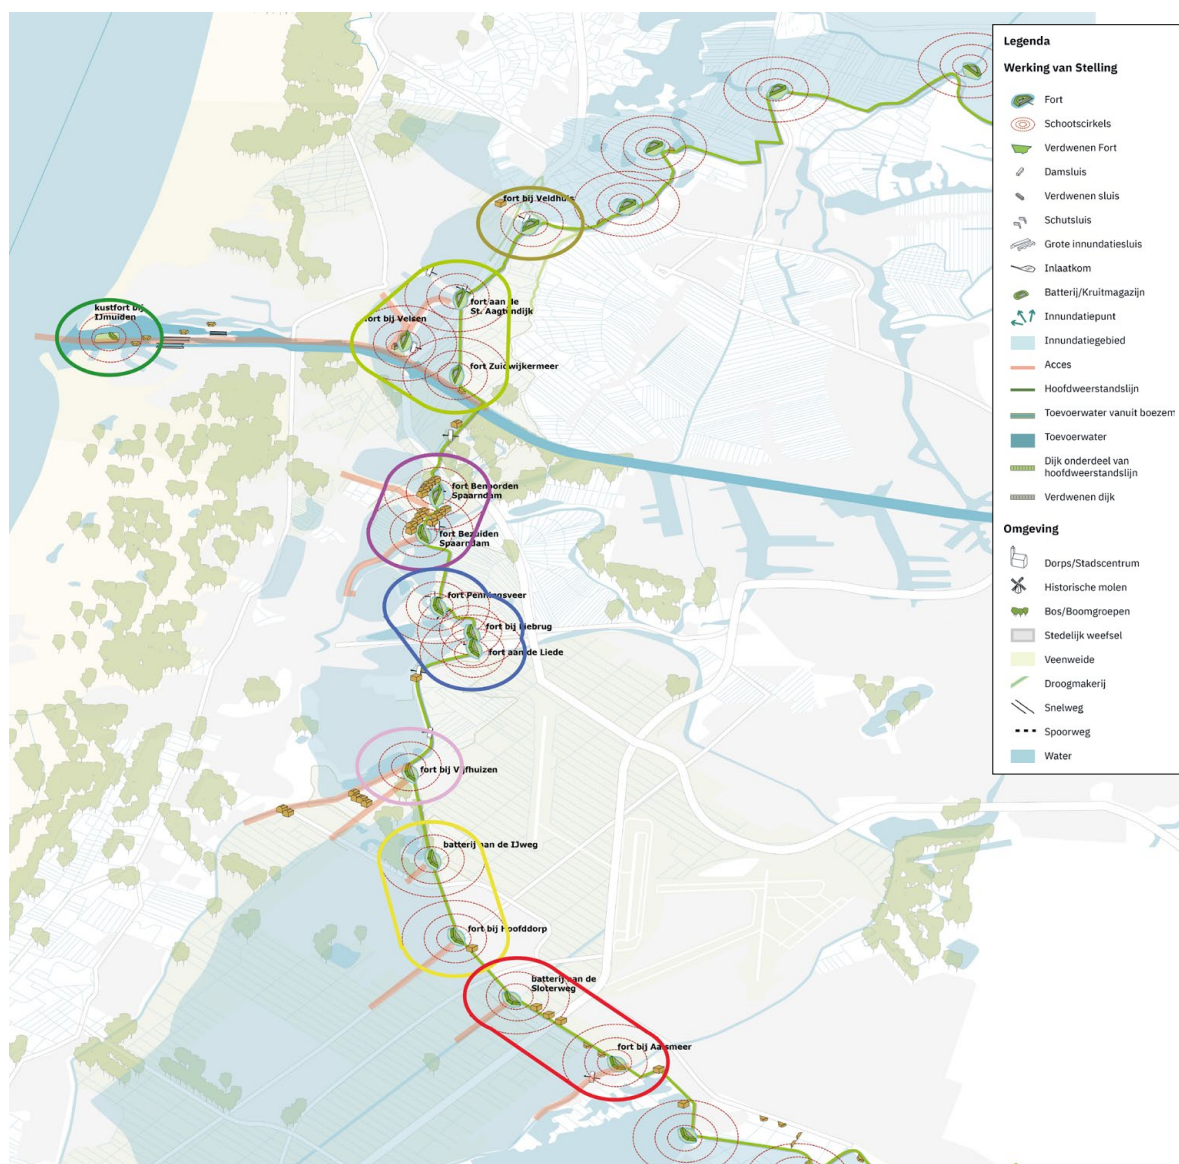 fort bij Veldhuis
fort aan de
St. Aagtendijk
kustfort bij
IJmuiden
fort bij Velsen
fort Zuidwijkermeer
fort Benoorden
Spaarndam
fort Bezuiden
Spaarndam
fort Penningsveer
fort bij Liebrug
fort aan de Liede
fort bij Vijfhuizen
batterij aan de IJweg
fort bij Hoofddorp
batterij aan de
Sloterweg
fort bij Aalsmeer
Legenda
Werking van Stelling
Fort
Schootscirkels
Verdwenen Fort
Damsluis
Verdwenen sluis
Schutsluis
Grote innundatiesluis
Inlaatkom
Batterij/Kruitmagazijn
Innundatiepunt
Innundatiegebied
Acces
Hoofdweerstandslijn
Toevoerwater vanuit boezem
Toevoerwater
Dijk onderdeel van
hoofdweerstandslijn
Verdwenen dijk
Omgeving
Dorps/Stadscentrum
Historische molen
Bos/Boomgroepen
Stedelijk weefsel
Veenweide
Droogmakerij
Snelweg
Spoorweg
Water